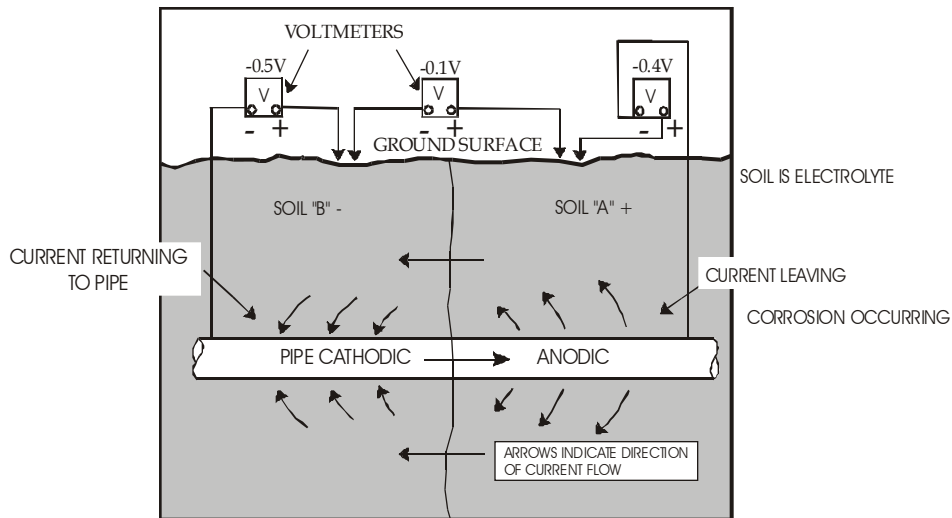 VOLTMETERS
-0.5V
-0.1V
-0.4V
V
V
V
- +
- +
- +
GROUND SURFACE
SOIL IS ELECTROLYTE
SOIL "B" -
SOIL "A" +
CURRENT RETURNING
TO PIPE
CURRENT LEAVING
CORROSION OCCURRING
PIPE CATHODIC
ANODIC
ARROWS INDICATE DIRECTION
OF CURRENT FLOW